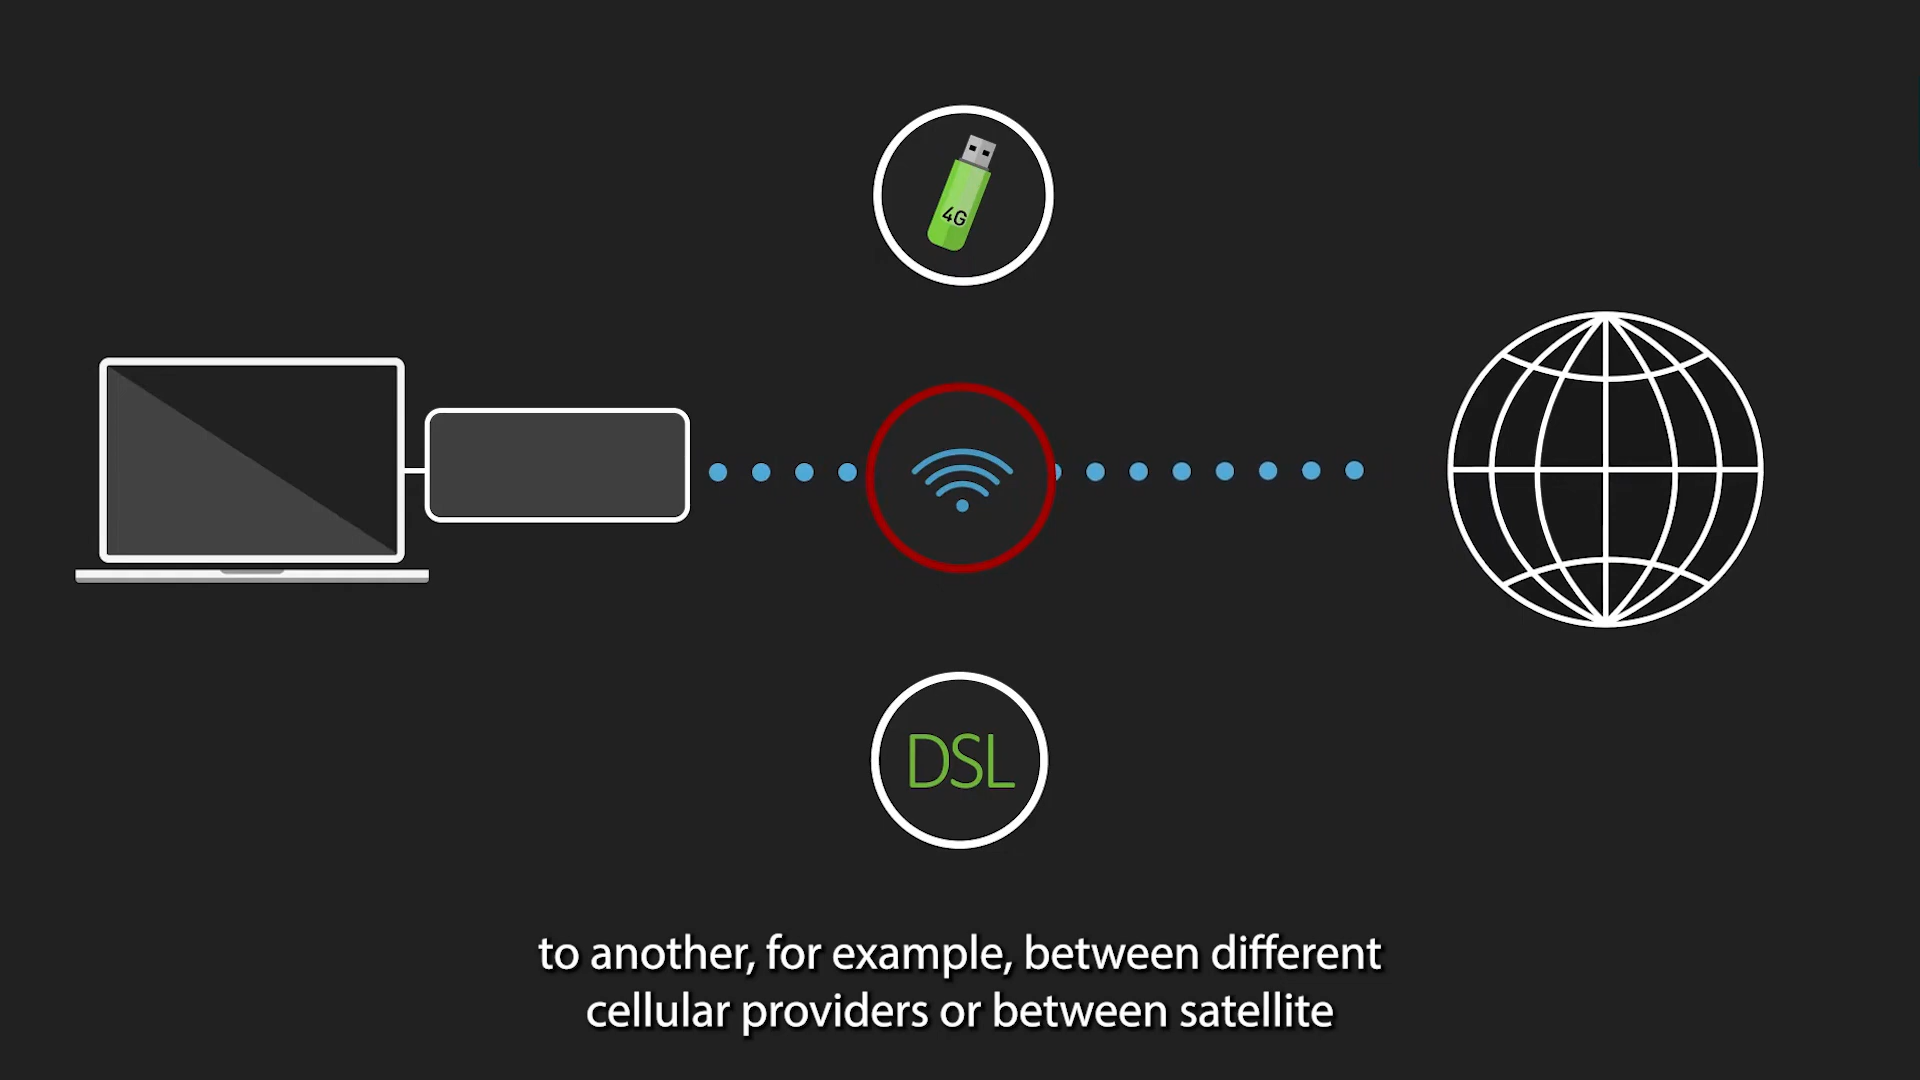 4G
DSL
to another, for example, between different
cellular providers or between satellite